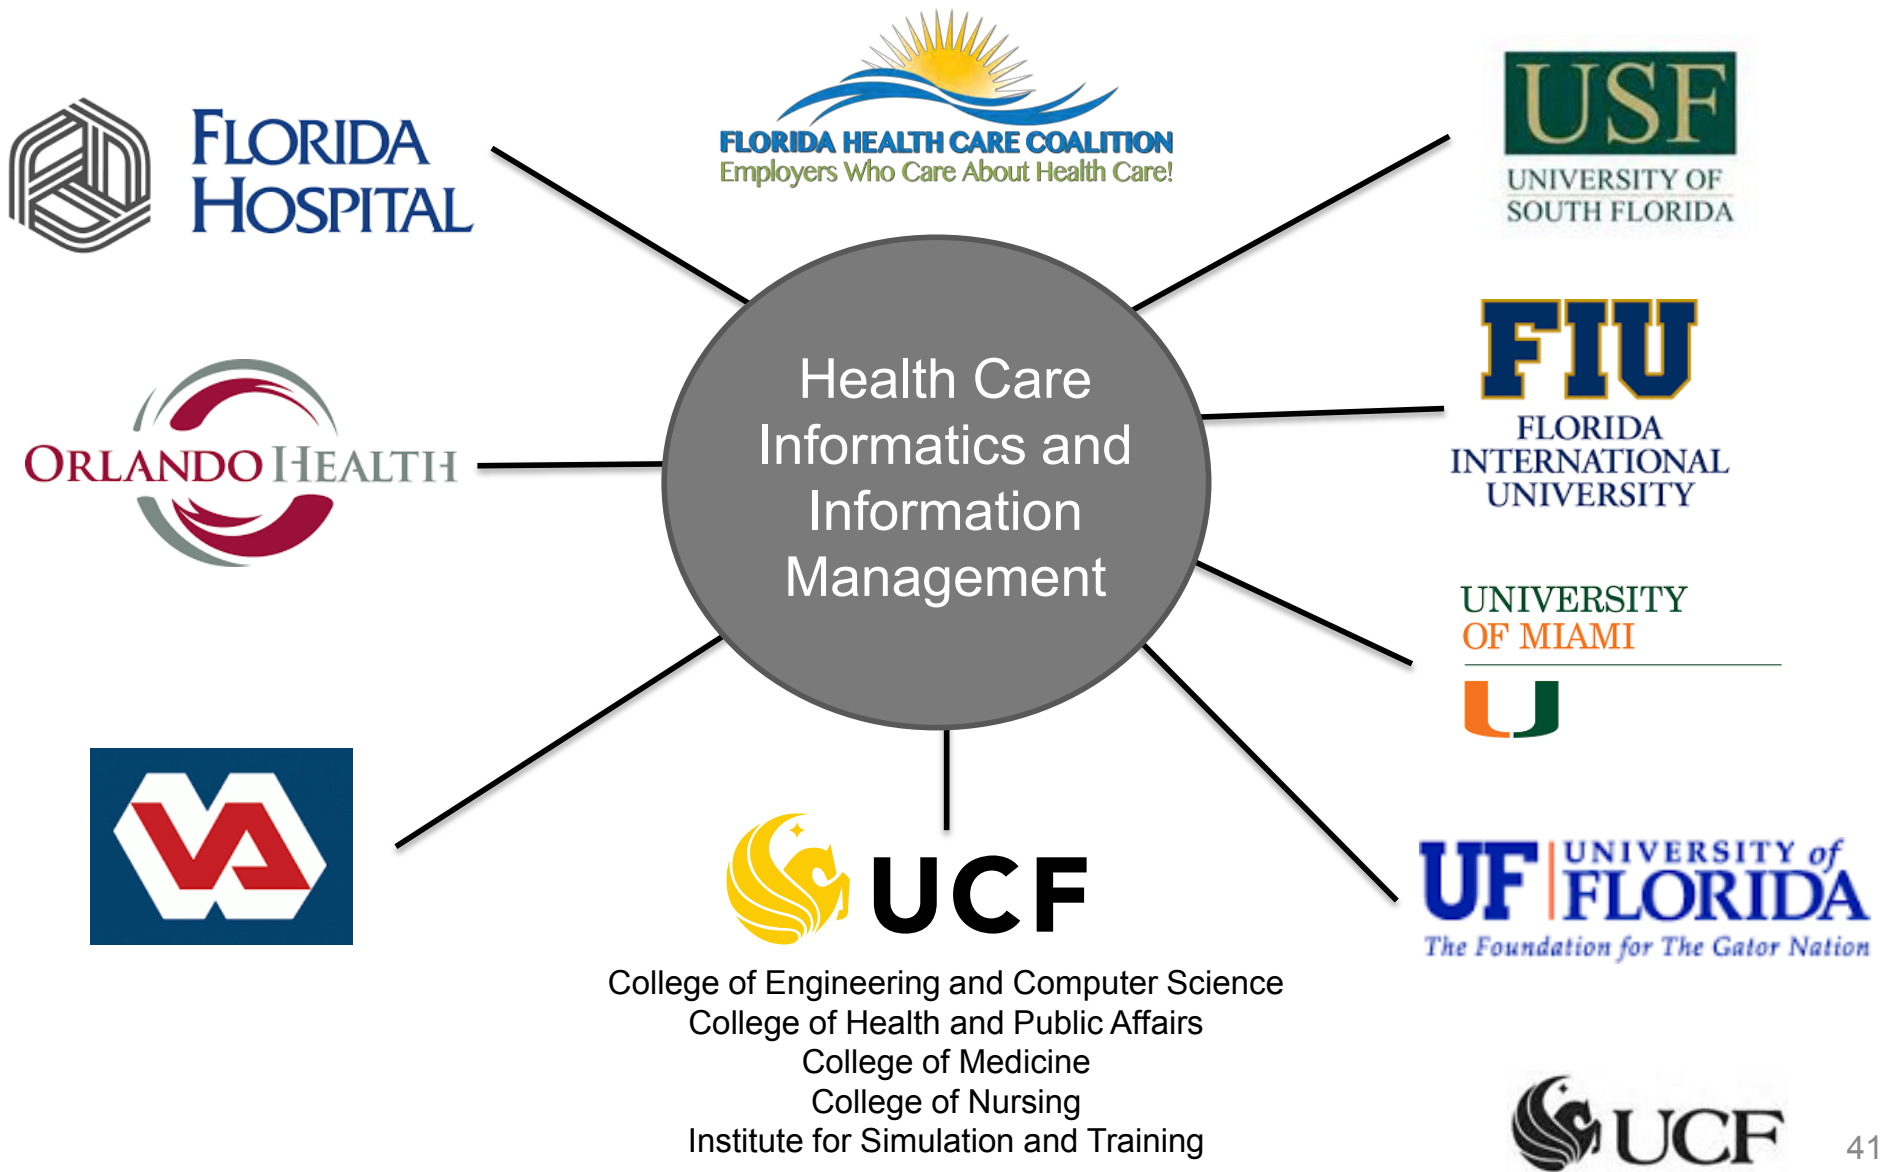 FLORIDA HEALTH CARE COALITION
Employers Who Care About Health Care!
FLORIDA
HOSPITAL
USF
UNIVERSITY OF
SOUTH FLORIDA
FIU
FLORIDA
INTERNATIONAL
UNIVERSITY
ORLANDO HEALTH
Health Care
Informatics and
Information
Management
UNIVERSITY
OF MIAMI
U
VA
UCF
UF UNIVERSITY of
FLORIDA
The Foundation for The Gator Nation
College of Engineering and Computer Science
College of Health and Public Affairs
College of Medicine
College of Nursing
Institute for Simulation and Training
UCF
41